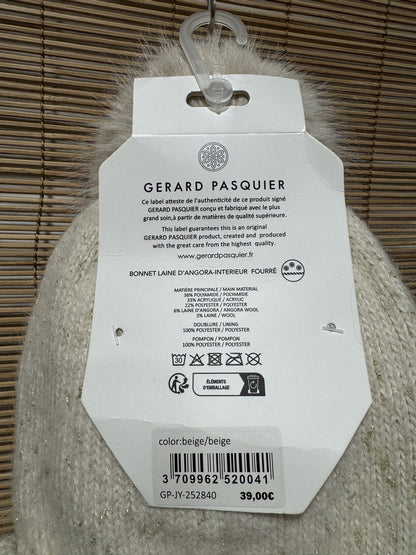 GERARD PASQUIER
Ce label atteste de l'authenticité de ce produit signé
GERARD PASQUIER conçu et fabriqué avec le plus
grand soin,à partir de matières de qualité superieure.
This label guarantees this is an original
GERARD PASQUIER product, created and produced
with the great care from the highest quality.
www.gerardpasquier.fr
BONNET LAINE D'ANGORA-INTERIEUR FOURRÉ
MATIÈRE PRINCIPALE / MAIN MATERIAL
36% POLYAMIDE / POLYAMIDE
33% ACRYLIQUE / ACRYLIC
22% POLYESTER / POLYESTER
6% LAINE D'ANGORA / ANGORA WOOL
3% LAINE / WOOL
DOUBLURE / LINING
100% POLYESTER / POLYESTER
POMPON / POMPON
100% POLYESTER / POLYESTER
30
ÉLÉMENTS
D'EMBALLAGE
color:beige/beige
3 709962 520041
GP-JY-252840 39,00€